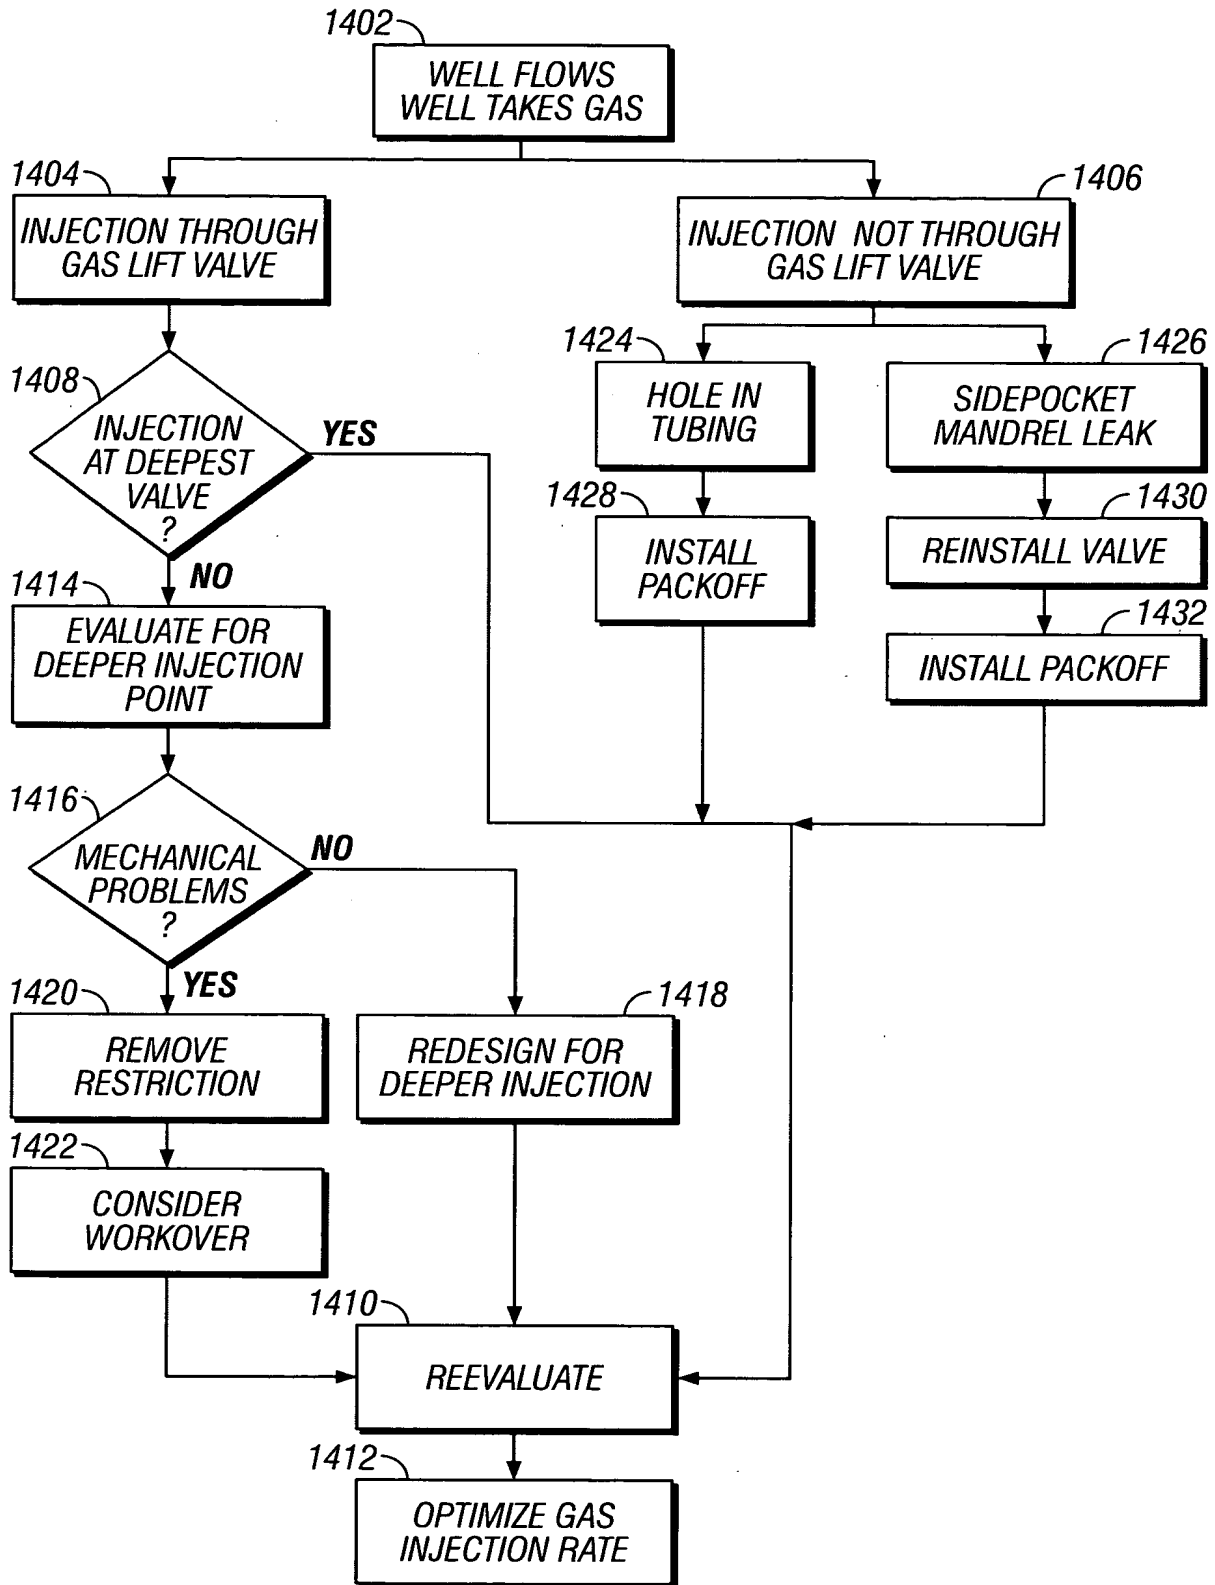 1402
WELL FLOWS
WELL TAKES GAS
1404
INJECTION THROUGH
GAS LIFT VALVE
1406
INJECTION NOT THROUGH
GAS LIFT VALVE
1408
INJECTION
AT DEEPEST
VALVE
?
YES
NO
1424
HOLE IN
TUBING
1426
SIDEPOCKET
MANDREL LEAK
1428
INSTALL
PACKOFF
1430
REINSTALL VALVE
1432
INSTALL PACKOFF
1414
EVALUATE FOR
DEEPER INJECTION
POINT
1416
MECHANICAL
PROBLEMS
?
NO
YES
1420
REMOVE
RESTRICTION
1418
REDESIGN FOR
DEEPER INJECTION
1422
CONSIDER
WORKOVER
1410
REEVALUATE
1412
OPTIMIZE GAS
INJECTION RATE